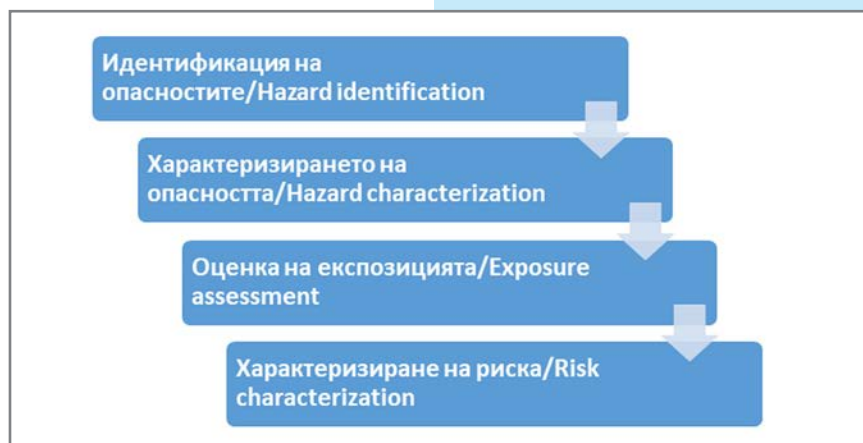 Идентификация на
опасностите/Hazard identification
Характеризирането на
опасността/Hazard characterization
Оценка на експозицията/Exposure
assessment
Характеризиране на риска/Risk
characterization